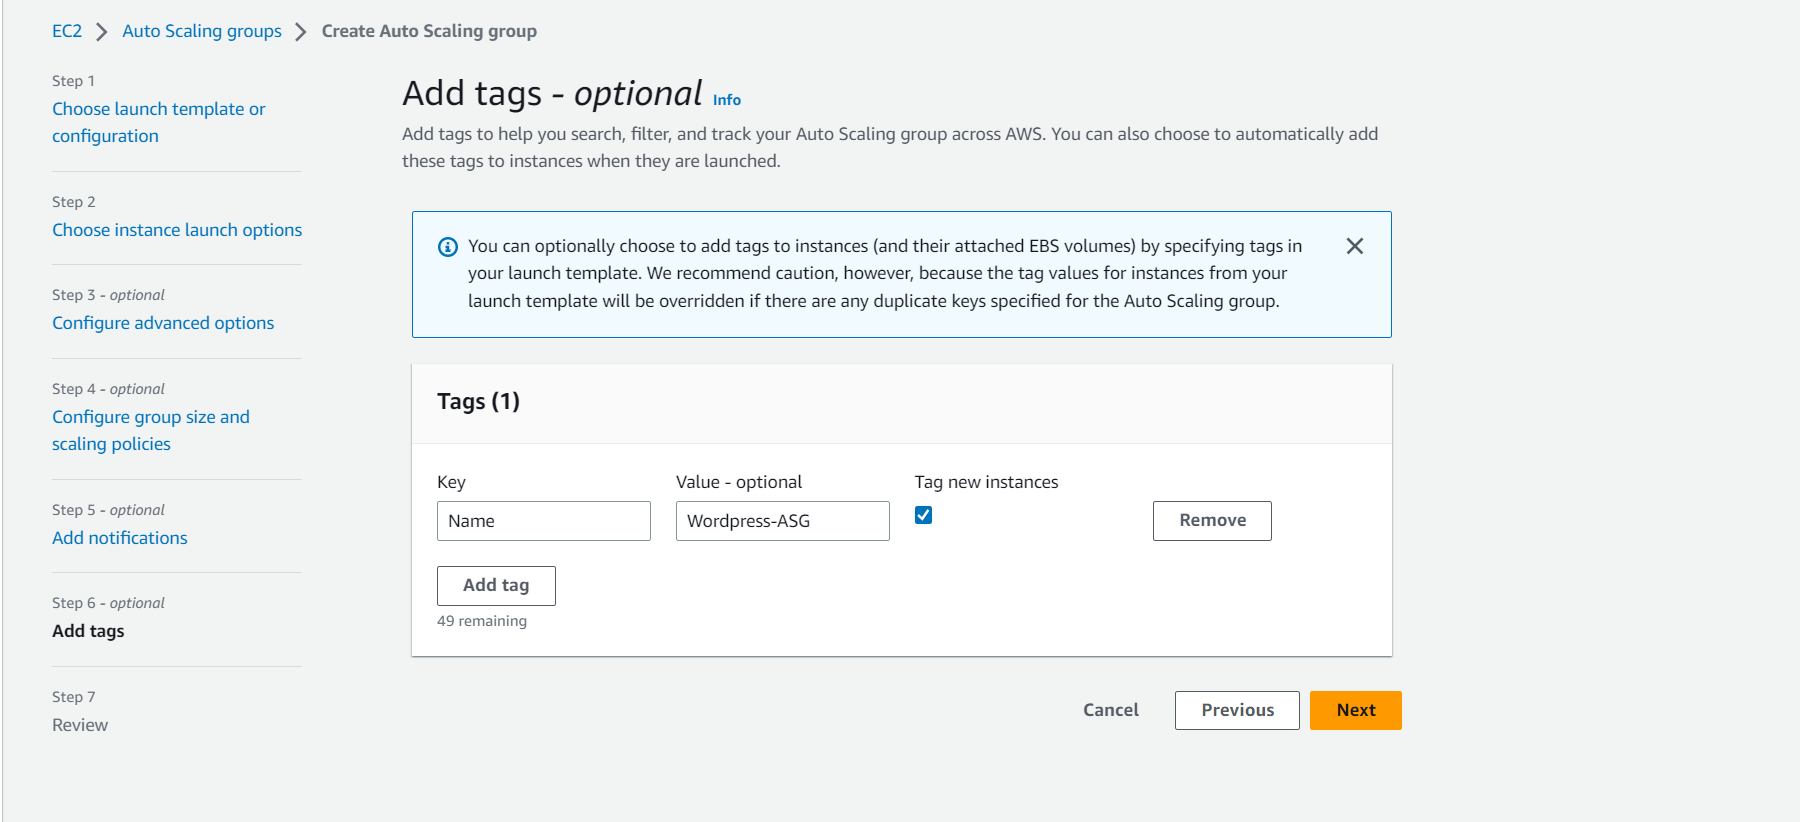 EC2 > Auto Scaling groups > Create Auto Scaling group
Step 1
Choose launch template or
configuration
Step 2
Choose instance launch options
Step 3 - optional
Configure advanced options
Step 4 - optional
Configure group size and
scaling policies
Step 5 - optional
Add notifications
Step 6 - optional
Add tags
Step 7
Review
Add tags - optional Info
Add tags to help you search, filter, and track your Auto Scaling group across AWS. You can also choose to automatically add
these tags to instances when they are launched.
You can optionally choose to add tags to instances (and their attached EBS volumes) by specifying tags in
your launch template. We recommend caution, however, because the tag values for instances from your
launch template will be overridden if there are any duplicate keys specified for the Auto Scaling group.
Tags (1)
Key Value - optional Tag new instances
Name Wordpress-ASG Remove
Add tag
49 remaining
Cancel Previous Next